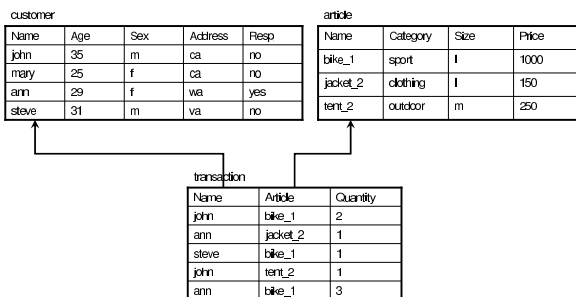 customer
Name Age Sex Address Resp
john 35 m ca no
mary 25 f ca no
ann 29 f wa yes
steve 31 m va no
article
Name Category Size Price
bike_1 sport l 1000
jacket_2 clothing l 150
tent_2 outdoor m 250
transaction
Name Article Quantity
john bike_1 2
ann jacket_2 1
steve bike_1 1
john tent_2 1
ann bike_1 3